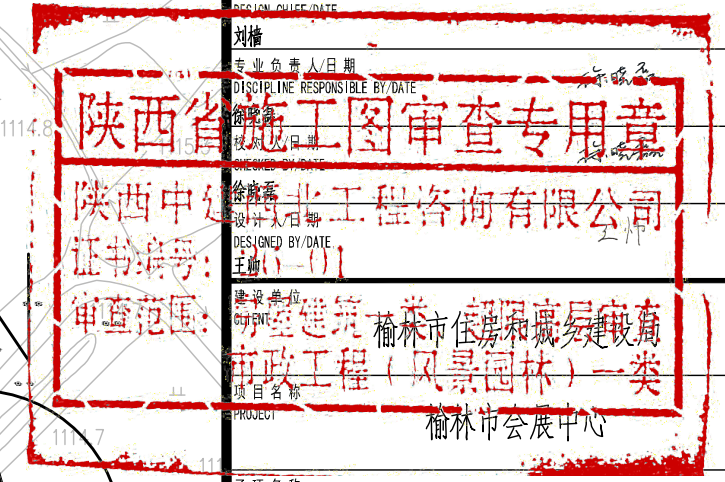 DESIGN CHIEF/DATE
刘樯
专业负责人/日期
DISCIPLINE RESPONSIBLE BY/DATE
徐晓磊
陕西省施工图审查专用章
1114.8
校对人/日期
CHECKED BY/DATE
徐晓磊
陕西中建西北工程咨询有限公司
设计人/日期
王帅
DESIGNED BY/DATE
王帅
证书编号:
建设单位
CLIENT
审查范围:
榆林市住房和城乡建设局
市政工程(风景园林)一类
项目名称
PROJECT
榆林市会展中心
1114.7